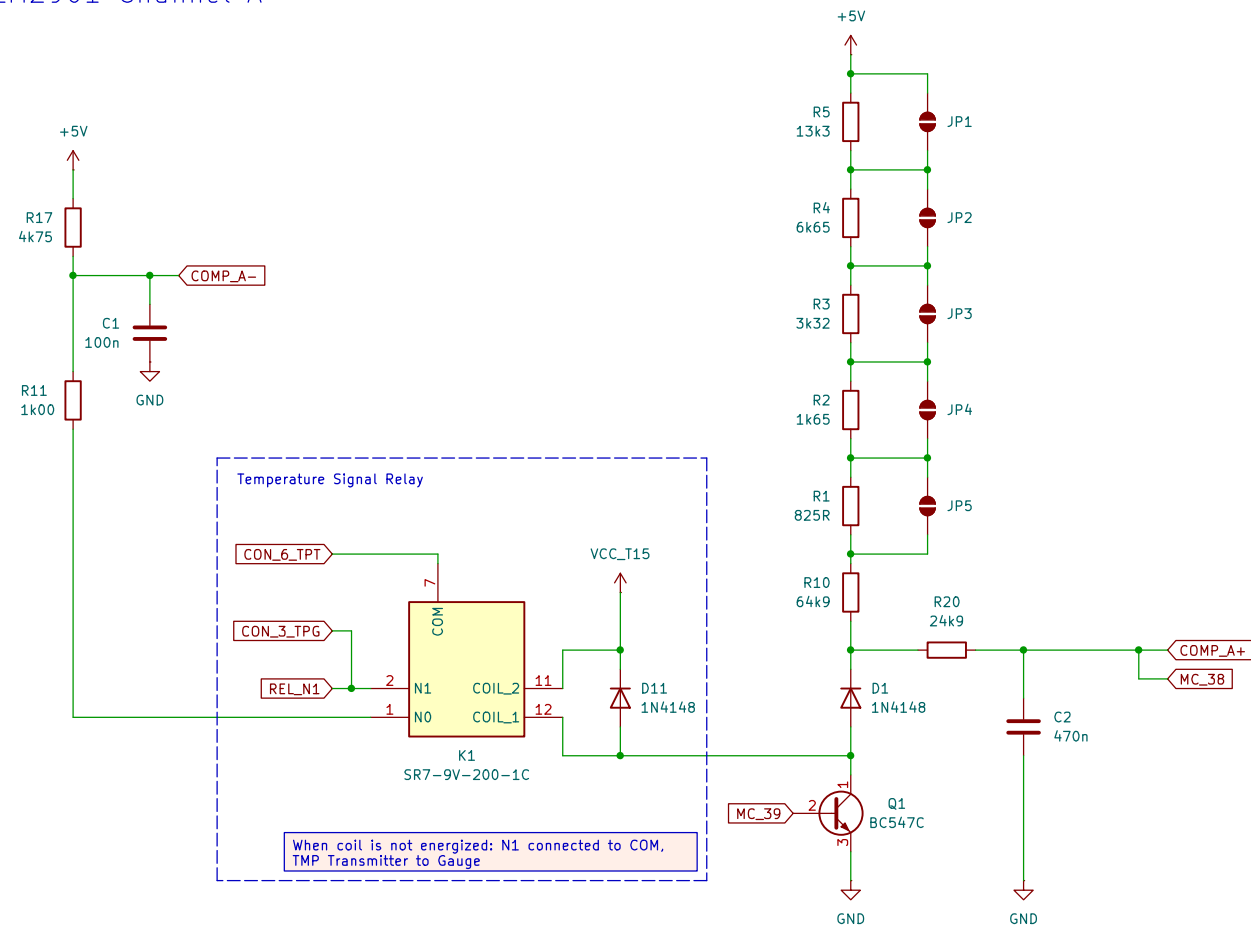 +5V
R5
13k3
JP1
+5V
R4
6k65
JP2
R17
4k75
COMP_A-
R3
3k32
JP3
C1
100n
R11
1k00
GND
R2
1k65
JP4
Temperature Signal Relay
R1
825R
JP5
CON_6_TPT
VCC_T15
7
COM
R10
64k9
R20
24k9
CON_3_TPG
COMP_A+
REL_N1
2
N1
COIL_2
11
D11
1N4148
D1
1N4148
MC_38
1
N0
COIL_1
12
C2
470n
K1
SR7-9V-200-1C
1
MC_39
2
Q1
BC547C
3
When coil is not energized: N1 connected to COM,
TMP Transmitter to Gauge
GND
GND